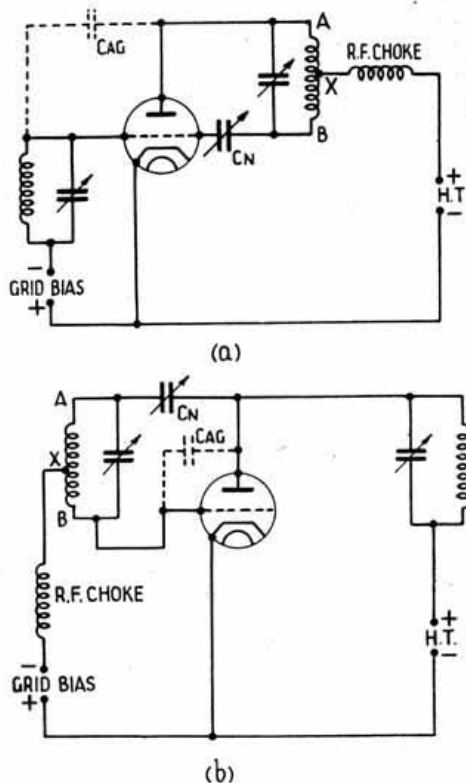 CAG
A
R.F. CHOKE
X
B
CN
+
H.T.
-
-
GRID BIAS
+
(a)
A
CN
CAG
X
B
R.F. CHOKE
+
H.T.
-
-
GRID BIAS
+
(b)